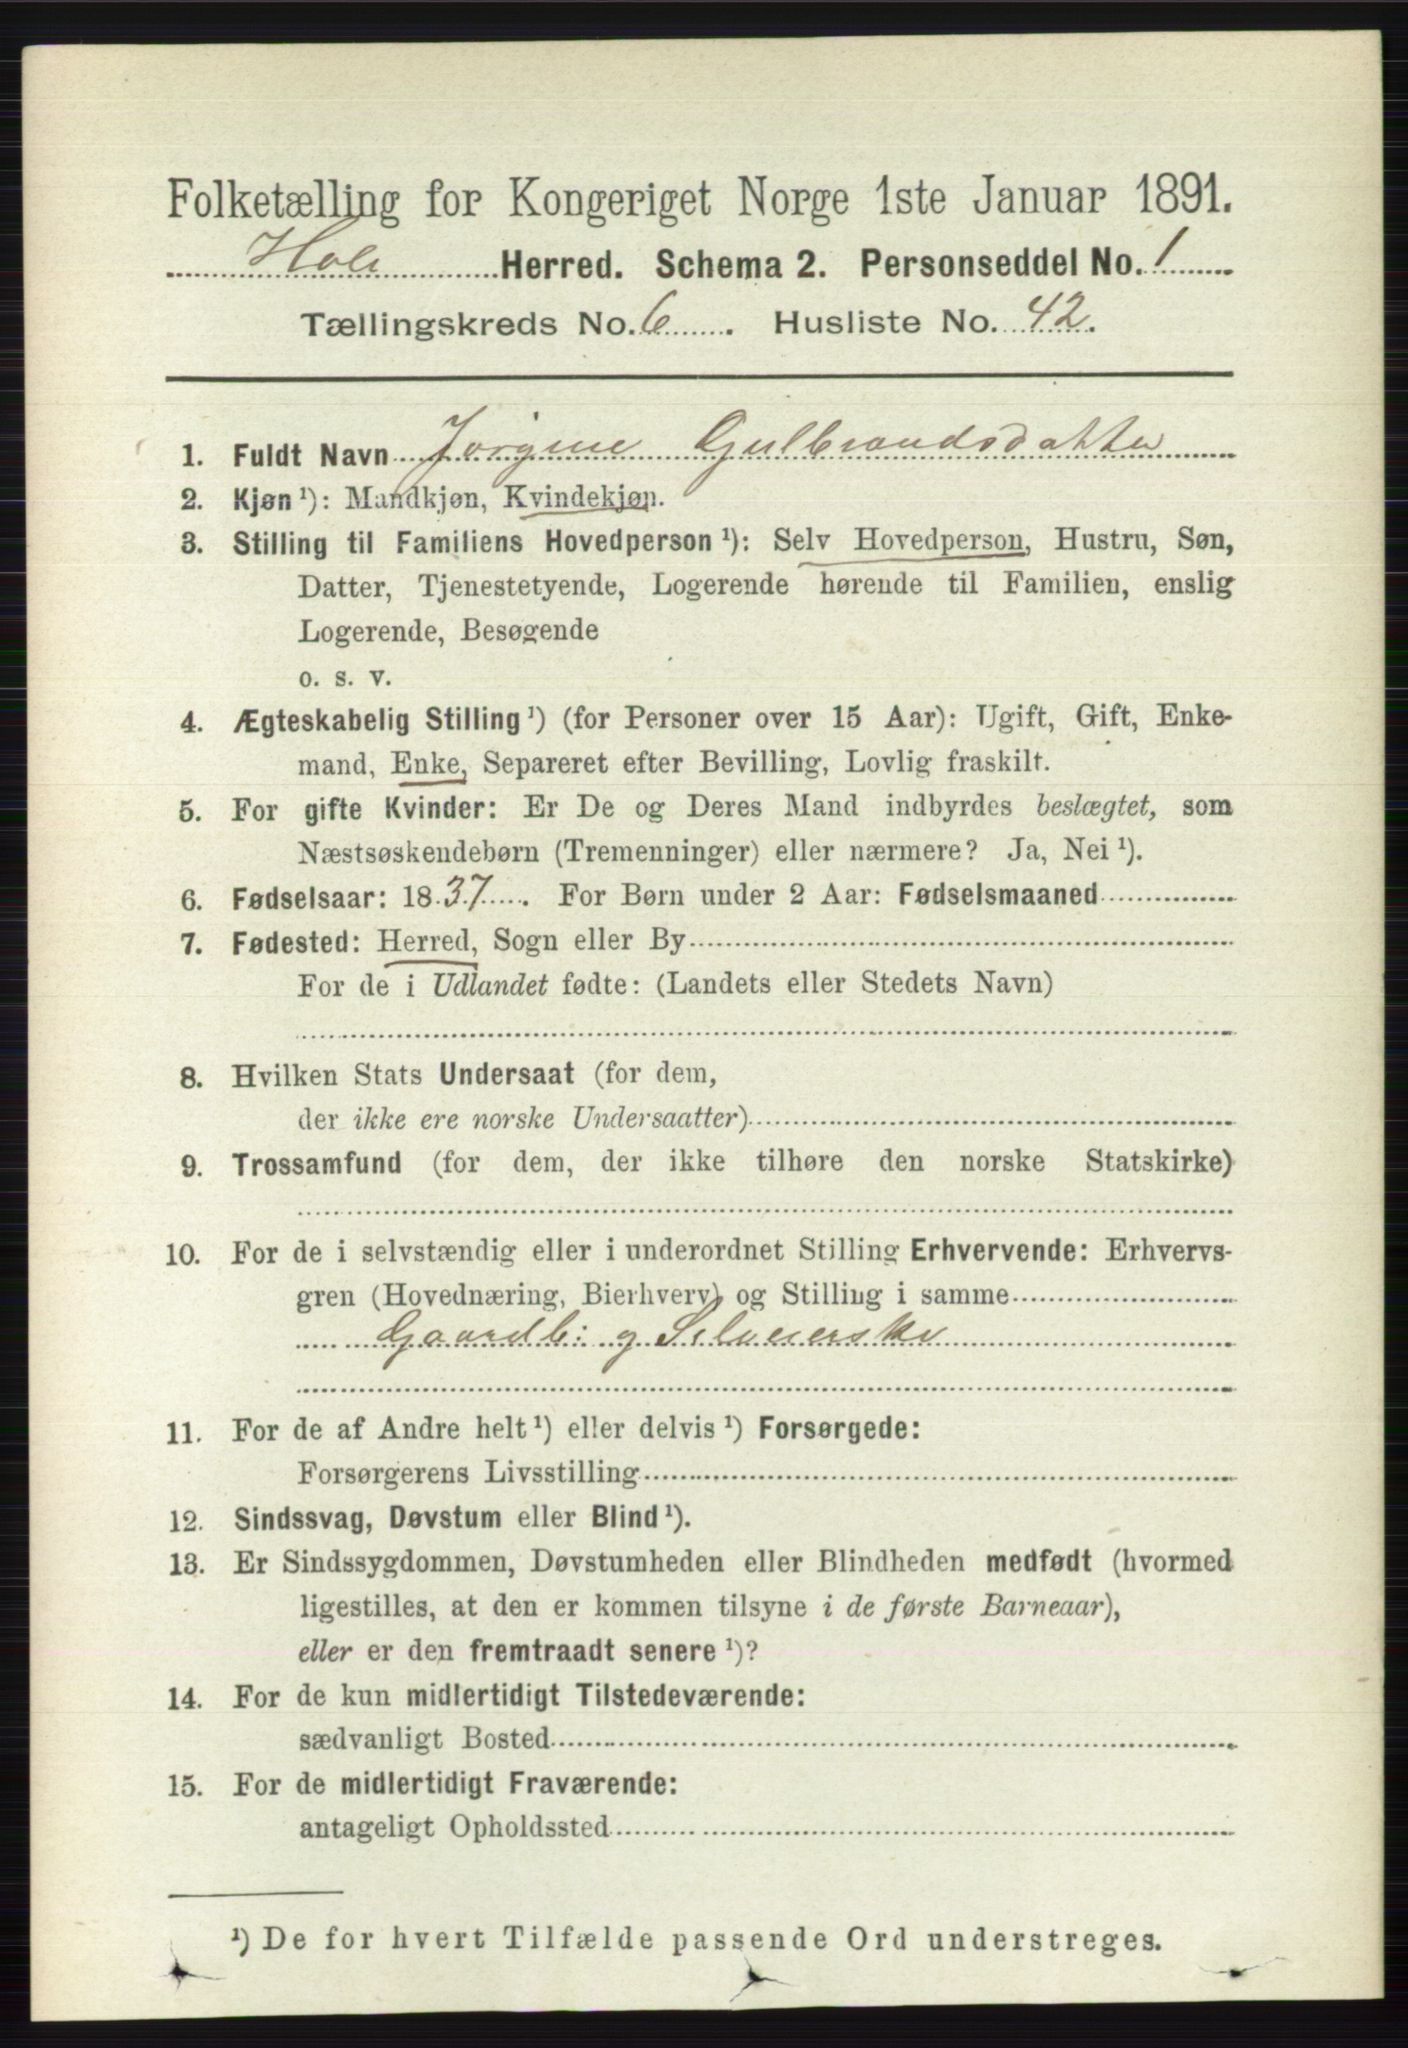 Folketælling for Kongeriget Norge 1ste Januar 1891.
Hole Herred. Schema 2. Personseddel No. 1
Tællingskreds No. 6. Husliste No. 42.
1. Fuldt Navn Jørgine Gulbrandsdatter
2. Kjøn ¹): Mandkjøn, Kvindekjøn.
3. Stilling til Familiens Hovedperson ¹): Selv Hovedperson, Hustru, Søn,
Datter, Tjenestetyende, Logerende hørende til Familien, enslig
Logerende, Besøgende
o. s. v.
4. Ægteskabelig Stilling ¹) (for Personer over 15 Aar): Ugift, Gift, Enke-
mand, Enke, Separeret efter Bevilling, Lovlig fraskilt.
5. For gifte Kvinder: Er De og Deres Mand indbyrdes beslægtet, som
Næstsøskendebørn (Tremenninger) eller nærmere? Ja, Nei ¹).
6. Fødselsaar: 1837. For Børn under 2 Aar: Fødselsmaaned
7. Fødested: Herred, Sogn eller By
For de i Udlandet fødte: (Landets eller Stedets Navn)
8. Hvilken Stats Undersaat (for dem,
der ikke ere norske Undersaatter)
9. Trossamfund (for dem, der ikke tilhøre den norske Statskirke)
10. For de i selvstændig eller i underordnet Stilling Erhvervende: Erhvervs-
gren (Hovednæring, Bierhverv) og Stilling i samme
Gaardb: og Selveierske
11. For de af Andre helt ¹) eller delvis ¹) Forsørgede:
Forsørgerens Livsstilling
12. Sindssvag, Døvstum eller Blind ¹).
13. Er Sindssygdommen, Døvstumheden eller Blindheden medfødt (hvormed
ligestilles, at den er kommen tilsyne i de første Barneaar),
eller er den fremtraadt senere ¹)?
14. For de kun midlertidigt Tilstedeværende:
sædvanligt Bosted
15. For de midlertidigt Fraværende:
antageligt Opholdssted
¹) De for hvert Tilfælde passende Ord understreges.